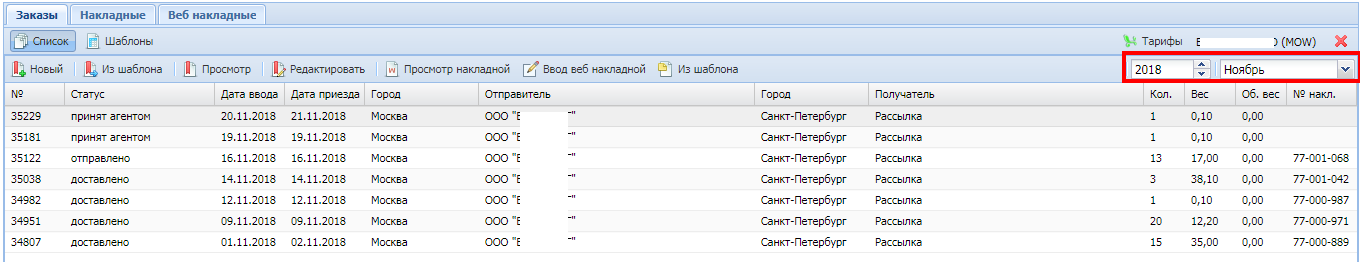 Заказы Накладные Веб накладные
Список Шаблоны Тарифы (MOW)
Новый Из шаблона Просмотр Редактировать Просмотр накладной Ввод веб накладной Из шаблона 2018 Ноябрь
№ Статус Дата ввода Дата приезда Город Отправитель Город Получатель Кол. Вес Об. вес № накл.
35229 принят агентом 20.11.2018 21.11.2018 Москва ООО " " Санкт-Петербург Рассылка 1 0,10 0,00
35181 принят агентом 19.11.2018 19.11.2018 Москва ООО " " Санкт-Петербург Рассылка 1 0,10 0,00
35122 отправлено 16.11.2018 16.11.2018 Москва ООО " " Санкт-Петербург Рассылка 13 17,00 0,00 77-001-068
35038 доставлено 14.11.2018 14.11.2018 Москва ООО " " Санкт-Петербург Рассылка 3 38,10 0,00 77-001-042
34982 доставлено 12.11.2018 12.11.2018 Москва ООО " " Санкт-Петербург Рассылка 1 0,10 0,00 77-000-987
34951 доставлено 09.11.2018 09.11.2018 Москва ООО " " Санкт-Петербург Рассылка 20 12,20 0,00 77-000-971
34807 доставлено 01.11.2018 02.11.2018 Москва ООО " " Санкт-Петербург Рассылка 15 35,00 0,00 77-000-889